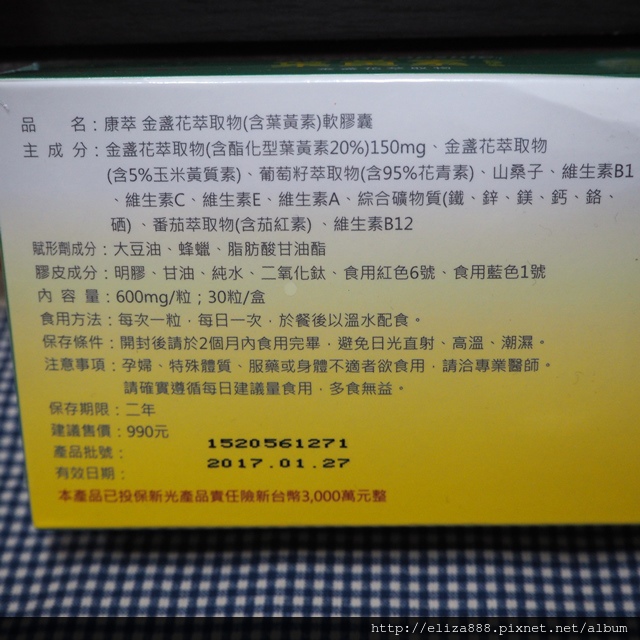 品　　名：康萃 金盞花萃取物(含葉黃素)軟膠囊
主 成 分：金盞花萃取物(含酯化型葉黃素20%)150mg、金盞花萃取物
(含5%玉米黃質素)、葡萄籽萃取物(含95%花青素)、山桑子、維生素B1
、維生素C、維生素E、維生素A、綜合礦物質(鐵、鋅、鎂、鈣、鉻、
硒)、番茄萃取物(含茄紅素) 、維生素B12
賦形劑成分：大豆油、蜂蠟、脂肪酸甘油酯
膠皮成分：明膠、甘油、純水、二氧化鈦、食用紅色6號、食用藍色1號
內 容 量：600mg/粒；30粒/盒
食用方法：每次一粒，每日一次，於餐後以溫水配食。
保存條件：開封後請於2個月內食用完畢，避免日光直射、高溫、潮濕。
注意事項：孕婦、特殊體質、服藥或身體不適者欲食用，請洽專業醫師。
請確實遵循每日建議量食用，多食無益。
保存期限：二年
建議售價：990元
產品批號： 1520561271
有效日期： 2017.01.27
本產品已投保新光產品責任險新台幣3,000萬元整
http://eliza888.pixnet.net/album